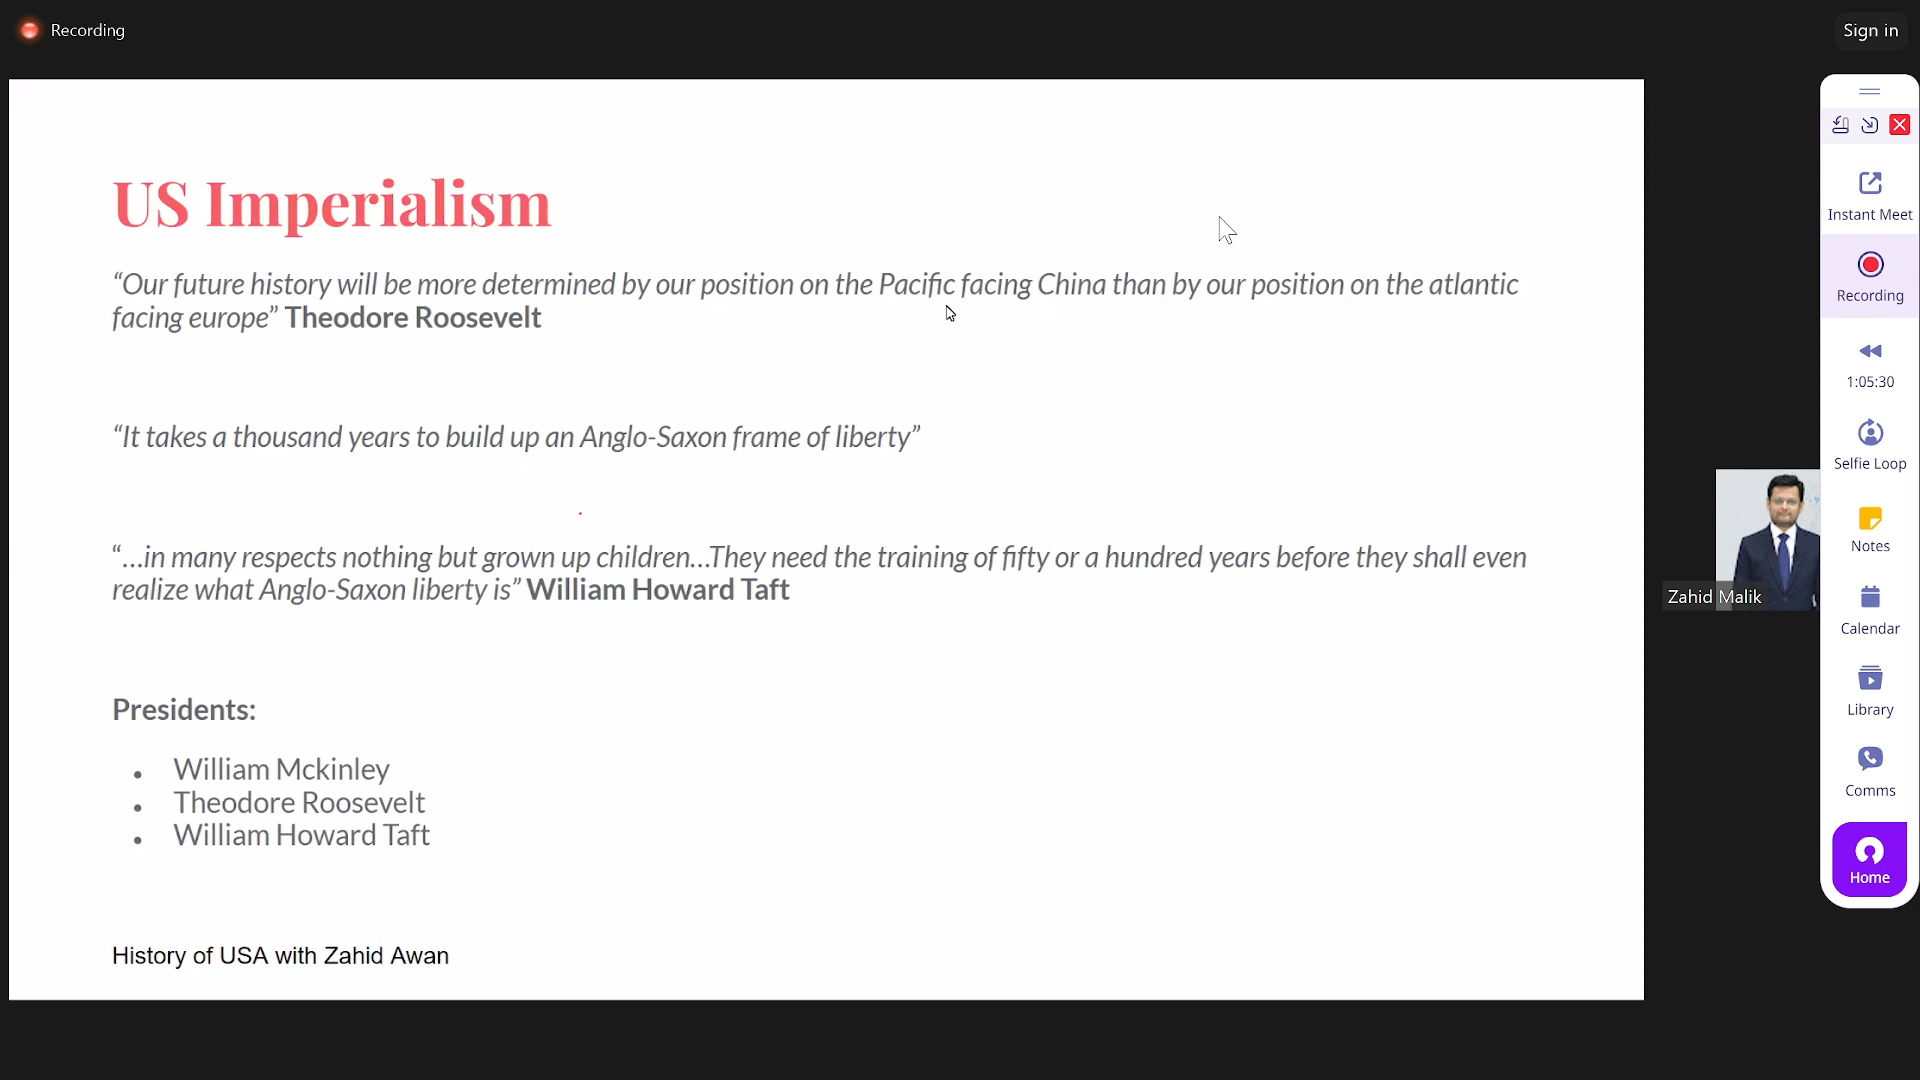 Recording
Sign in
US Imperialism
“Our future history will be more determined by our position on the Pacific facing China than by our position on the atlantic
facing europe” Theodore Roosevelt
“It takes a thousand years to build up an Anglo-Saxon frame of liberty”
“...in many respects nothing but grown up children...They need the training of fifty or a hundred years before they shall even
realize what Anglo-Saxon liberty is” William Howard Taft
Presidents:
• William Mckinley
• Theodore Roosevelt
• William Howard Taft
History of USA with Zahid Awan
Zahid Malik
Instant Meet
Recording
1:05:30
Selfie Loop
Notes
Calendar
Library
Comms
Home